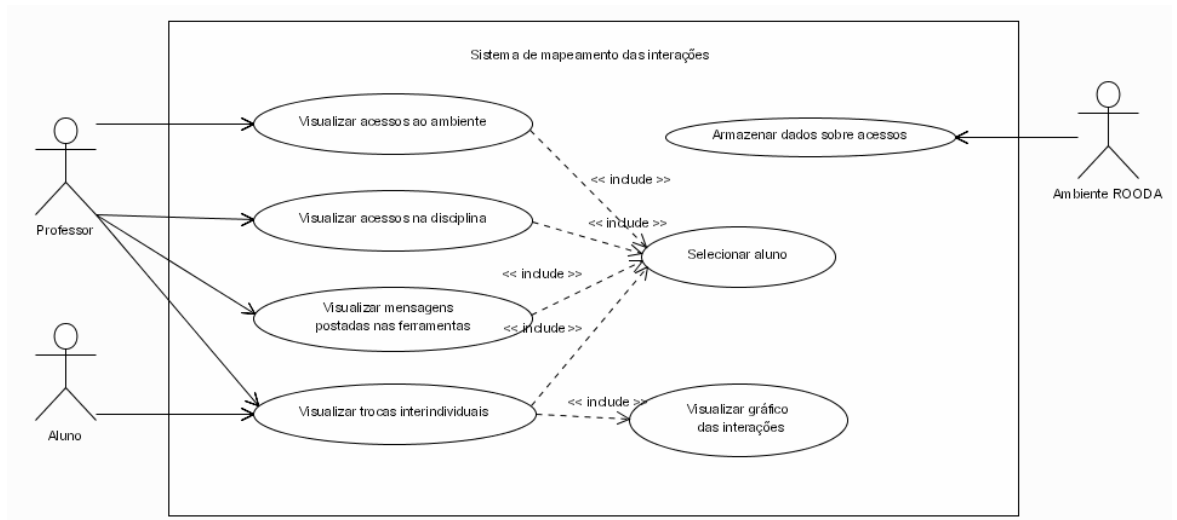 Sistema de mapeamento das interações
Visualizar acessos ao ambiente
Armazenar dados sobre acessos
<< include >>
Ambiente ROODA
Professor
Visualizar acessos na disciplina
<< include >>
Selecionar aluno
<< include >>
Visualizar mensagens
postadas nas ferramentas
<< include >>
Aluno
Visualizar trocas interindividuais
<< include >>
Visualizar gráfico
das interações